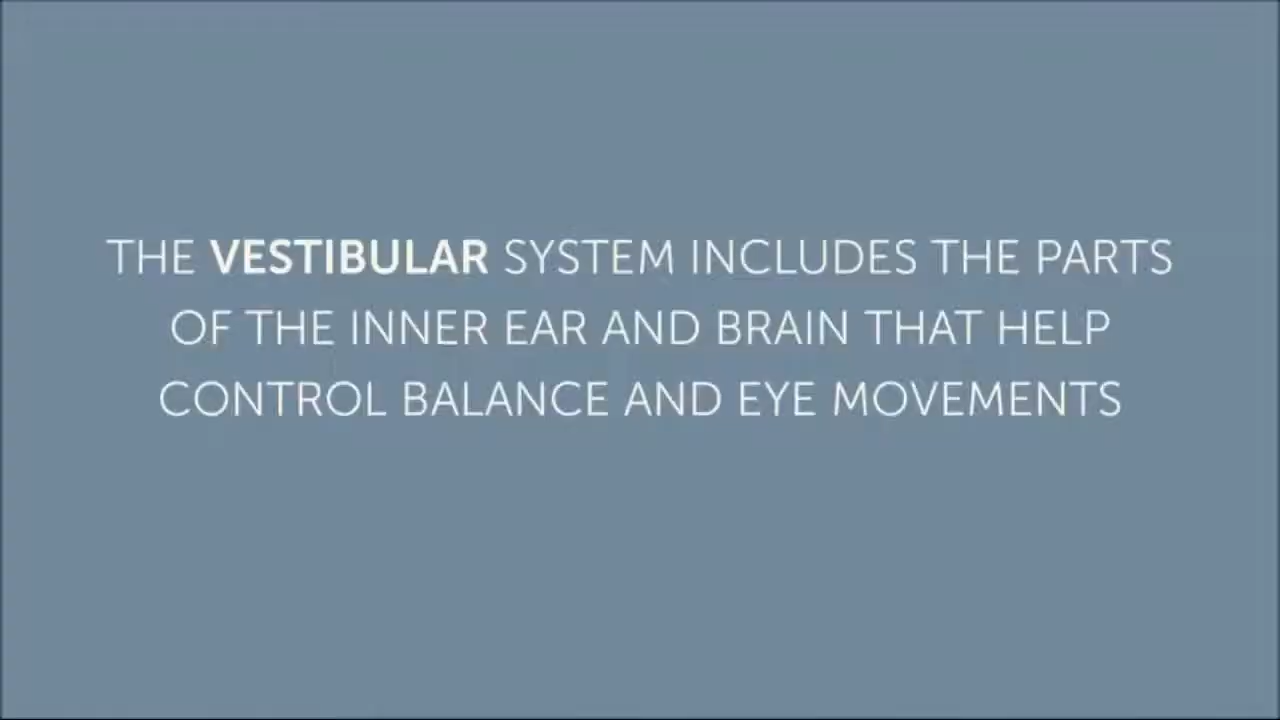 THE VESTIBULAR SYSTEM INCLUDES THE PARTS
OF THE INNER EAR AND BRAIN THAT HELP
CONTROL BALANCE AND EYE MOVEMENTS